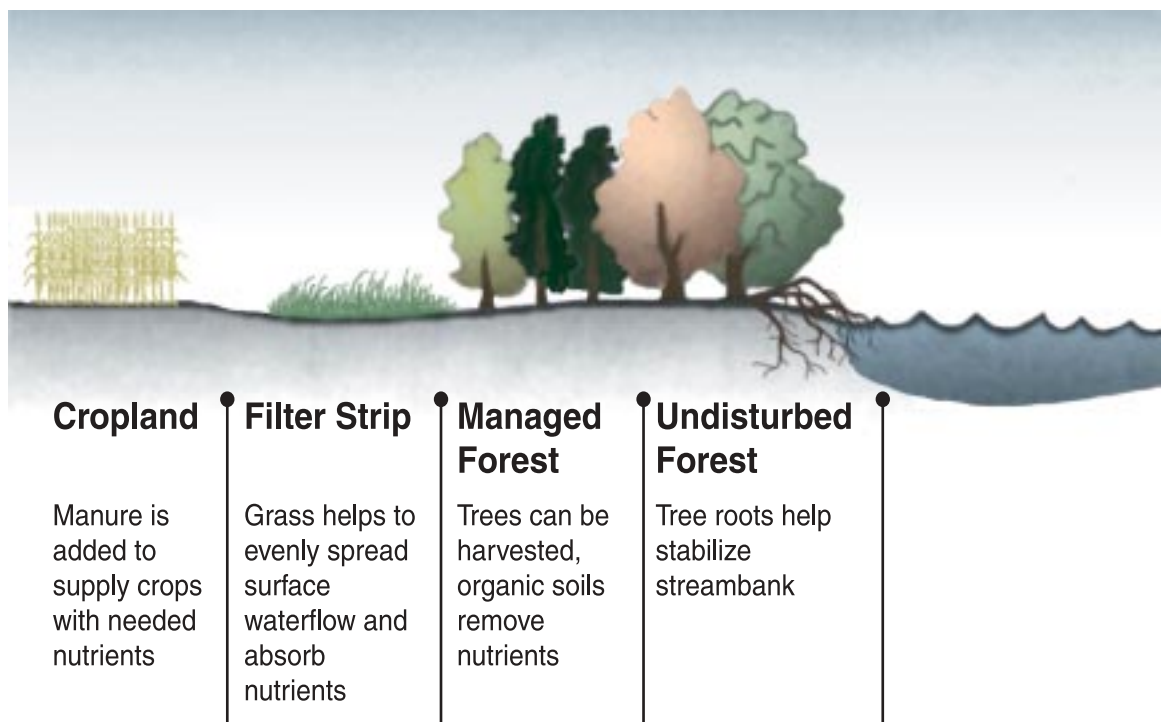 Cropland
Manure is
added to
supply crops
with needed
nutrients
Filter Strip
Grass helps to
evenly spread
surface
waterflow and
absorb
nutrients
Managed
Forest
Trees can be
harvested,
organic soils
remove
nutrients
Undisturbed
Forest
Tree roots help
stabilize
streambank